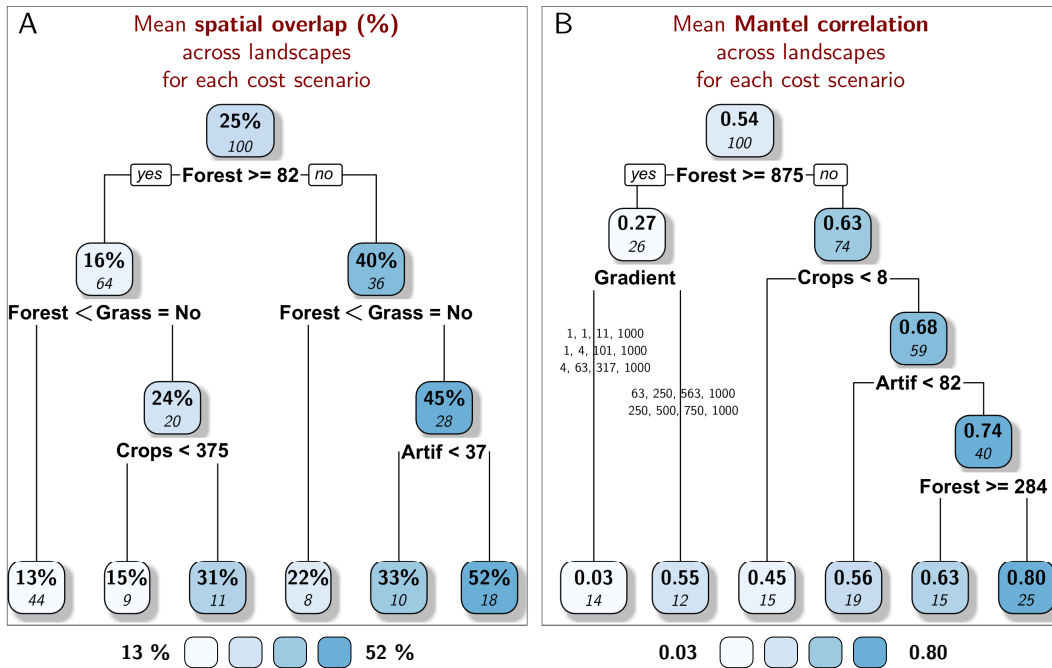 A
Mean spatial overlap (%)
across landscapes
for each cost scenario
25%
100
yes Forest >= 82 no
16%
64
40%
36
Forest < Grass = No
Forest < Grass = No
24%
20
45%
28
Crops < 375
Artif < 37
13%
44
15%
9
31%
11
22%
8
33%
10
52%
18
13 %
52 %
B
Mean Mantel correlation
across landscapes
for each cost scenario
0.54
100
yes Forest >= 875 no
0.27
26
0.63
74
Gradient
Crops < 8
1, 1, 11, 1000
1, 4, 101, 1000
4, 63, 317, 1000
63, 250, 563, 1000
250, 500, 750, 1000
0.68
59
Artif < 82
0.74
40
Forest >= 284
0.03
14
0.55
12
0.45
15
0.56
19
0.63
15
0.80
25
0.03
0.80